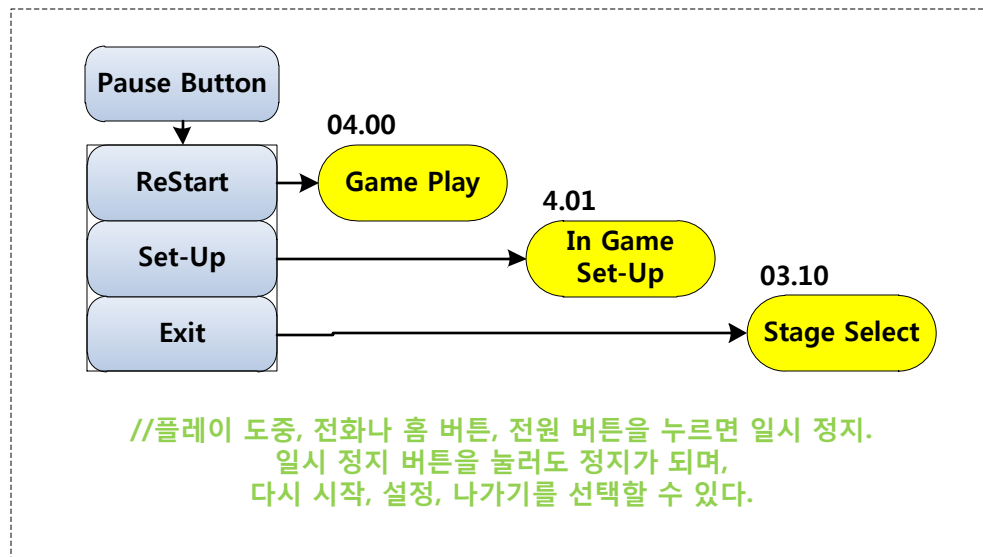 Pause Button
04.00
ReStart
Game Play
4.01
Set-Up
In Game
Set-Up
03.10
Exit
Stage Select
//플레이 도중, 전화나 홈 버튼, 전원 버튼을 누르면 일시 정지.
일시 정지 버튼을 눌러도 정지가 되며,
다시 시작, 설정, 나가기를 선택할 수 있다.